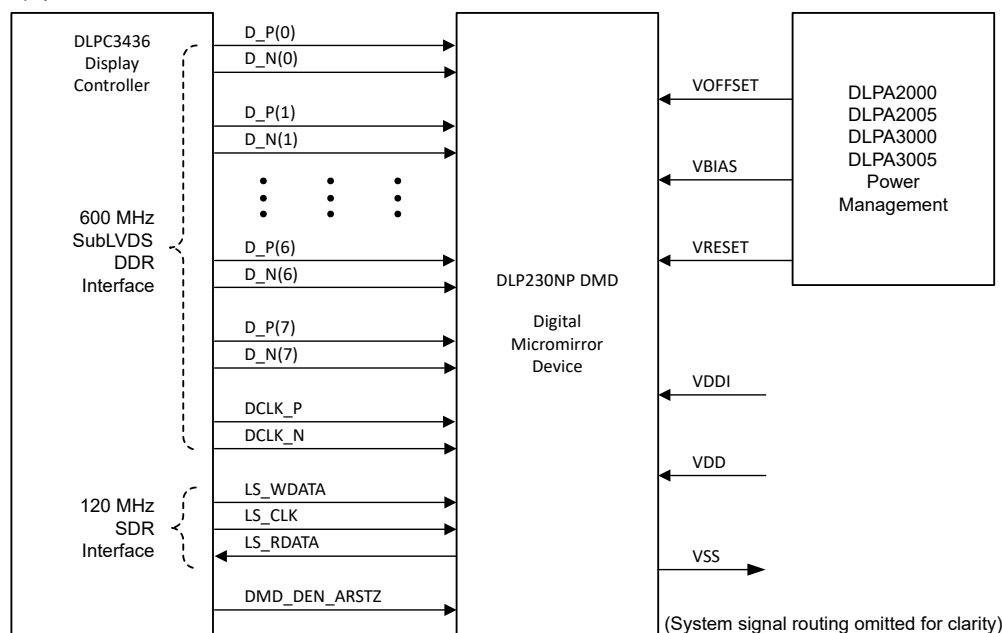 DLPC3436
Display
Controller
600 MHz
SubLVDS
DDR
Interface
120 MHz
SDR
Interface
D_P(0)
D_N(0)
D_P(1)
D_N(1)
D_P(6)
D_N(6)
D_P(7)
D_N(7)
DCLK_P
DCLK_N
LS_WDATA
LS_CLK
LS_RDATA
DMD_DEN_ARSTZ
DLP230NP DMD
Digital
Micromirror
Device
VOFFSET
VBIAS
VRESET
VDDI
VDD
VSS
DLPA2000
DLPA2005
DLPA3000
DLPA3005
Power
Management
(System signal routing omitted for clarity)